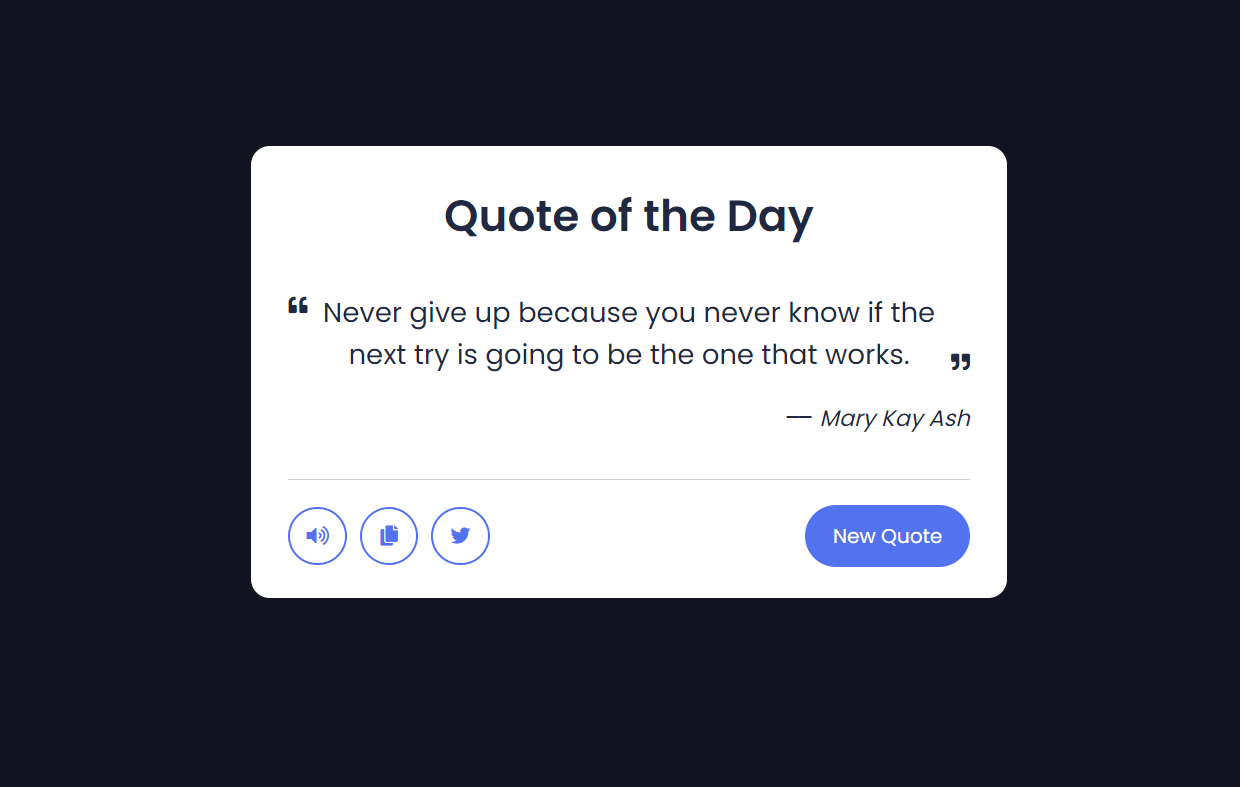 Quote of the Day
“ Never give up because you never know if the
next try is going to be the one that works. ”
— Mary Kay Ash
New Quote